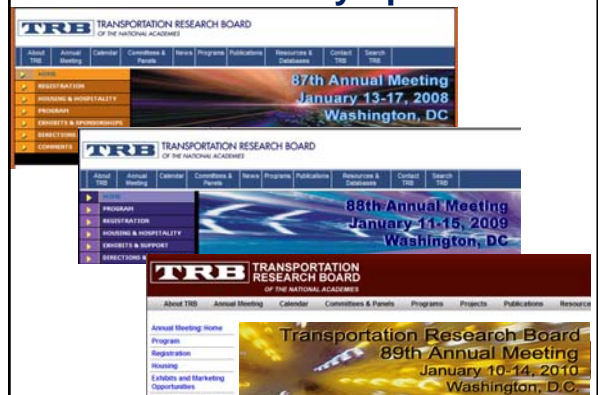 TRB TRANSPORTATION RESEARCH BOARD
OF THE NATIONAL ACADEMIES
About TRB Annual Meeting Calendar Committees & Panels News Programs Publications Resources & Databases Contact TRB Search TRB
HOME
REGISTRATION
HOUSING & HOSPITALITY
PROGRAM
EXHIBITS & SPONSORSHIPS
DIRECTIONS
COMMENTS
87th Annual Meeting
January 13-17, 2008
Washington, DC
TRB TRANSPORTATION RESEARCH BOARD
OF THE NATIONAL ACADEMIES
About TRB Annual Meeting Calendar Committees & Panels News Programs Publications Resources & Databases Contact TRB Search TRB
HOME
PROGRAM
REGISTRATION
HOUSING & HOSPITALITY
EXHIBITS & SUPPORT
DIRECTIONS &
88th Annual Meeting
January 11-15, 2009
Washington, DC
TRB TRANSPORTATION
RESEARCH BOARD
OF THE NATIONAL ACADEMIES
About TRB Annual Meeting Calendar Committees & Panels Programs Projects Publications Resource
Annual Meeting: Home
Program
Registration
Housing
Exhibits and Marketing
Opportunities
Transportation Research Board
89th Annual Meeting
January 10-14, 2010
Washington, D.C.